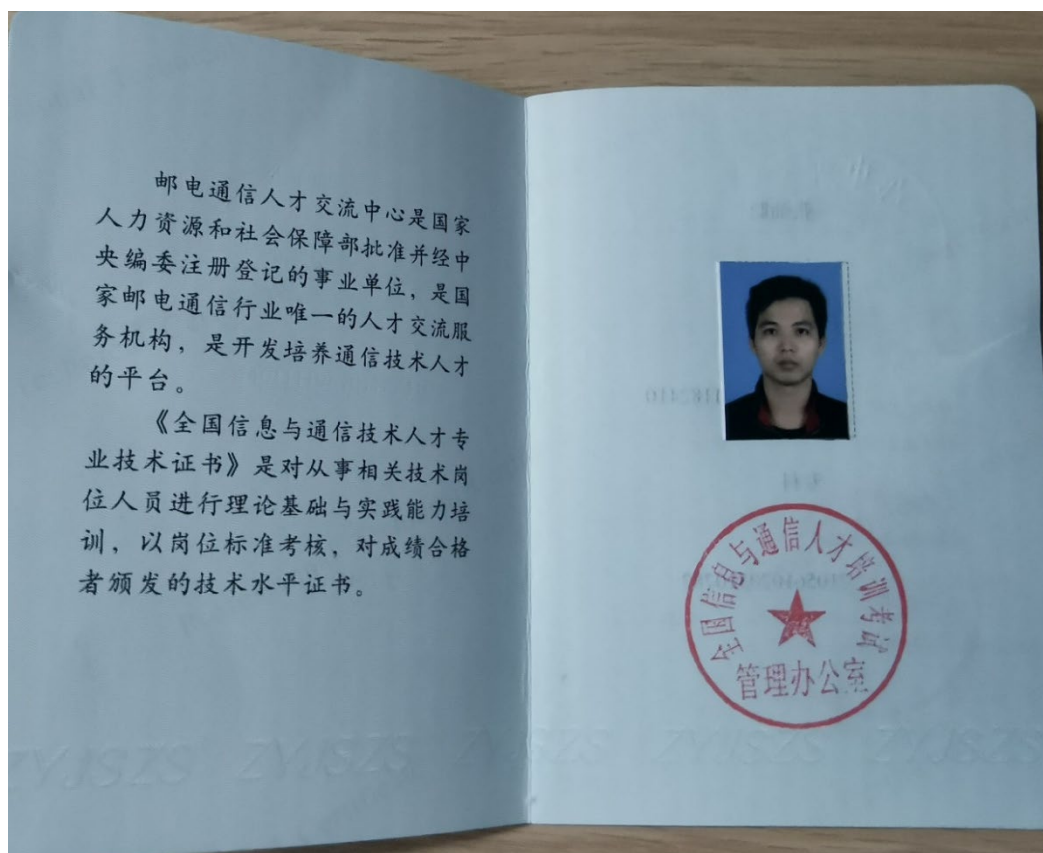 邮电通信人才交流中心是国家
人力资源和社会保障部批准并经中
央编委注册登记的事业单位，是国
家邮电通信行业唯一的人才交流服
务机构，是开发培养通信技术人才
的平台。
《全国信息与通信技术人才专
业技术证书》是对从事相关技术岗
位人员进行理论基础与实践能力培
训，以岗位标准考核，对成绩合格
者颁发的技术水平证书。
全国信息与通信人才培训考试
管理办公室
ZYJSZS ZYJSZS ZYJSZS ZYJSZS ZYJSZS